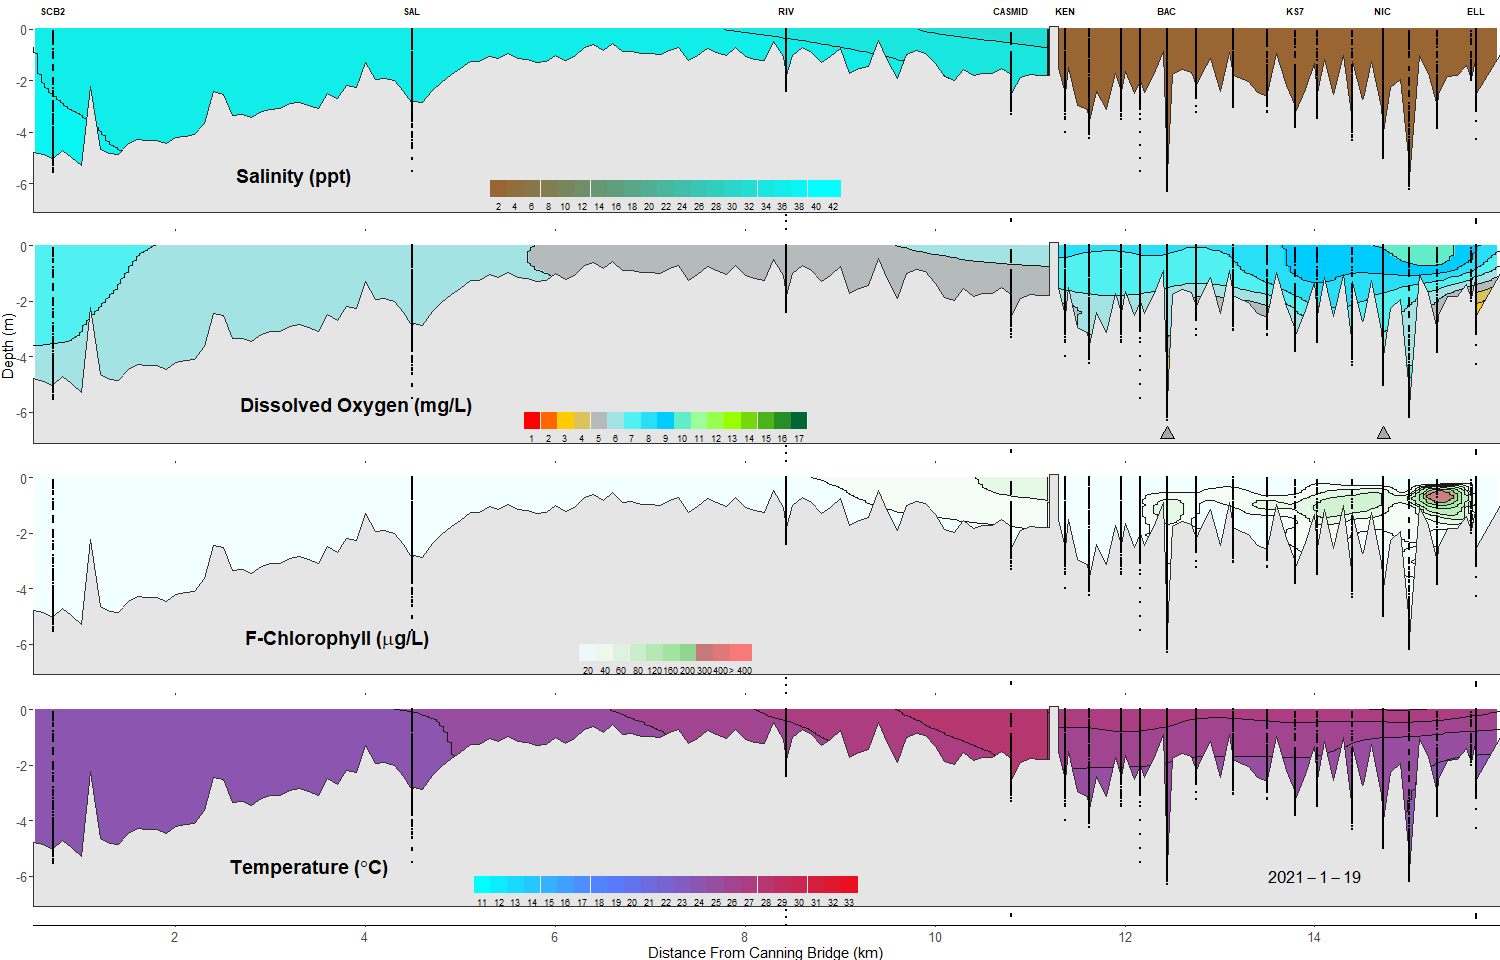 SCB2 SAL RIV CASMID KEN BAC KS7 NIC ELL
0
-2
-4
-6
Salinity (ppt)
2 4 6 8 10 12 14 16 18 20 22 24 26 28 30 32 34 36 38 40 42
0
-2
-4
-6
Depth (m)
Dissolved Oxygen (mg/L)
1 2 3 4 5 6 7 8 9 10 11 12 13 14 15 16 17
0
-2
-4
-6
F-Chlorophyll (μg/L)
20 40 60 80 120 160 200 300 400 > 400
0
-2
-4
-6
Temperature (°C)
2021 – 1 – 19
11 12 13 14 15 16 17 18 19 20 21 22 23 24 25 26 27 28 29 30 31 32 33
2 4 6 8 10 12 14
Distance From Canning Bridge (km)